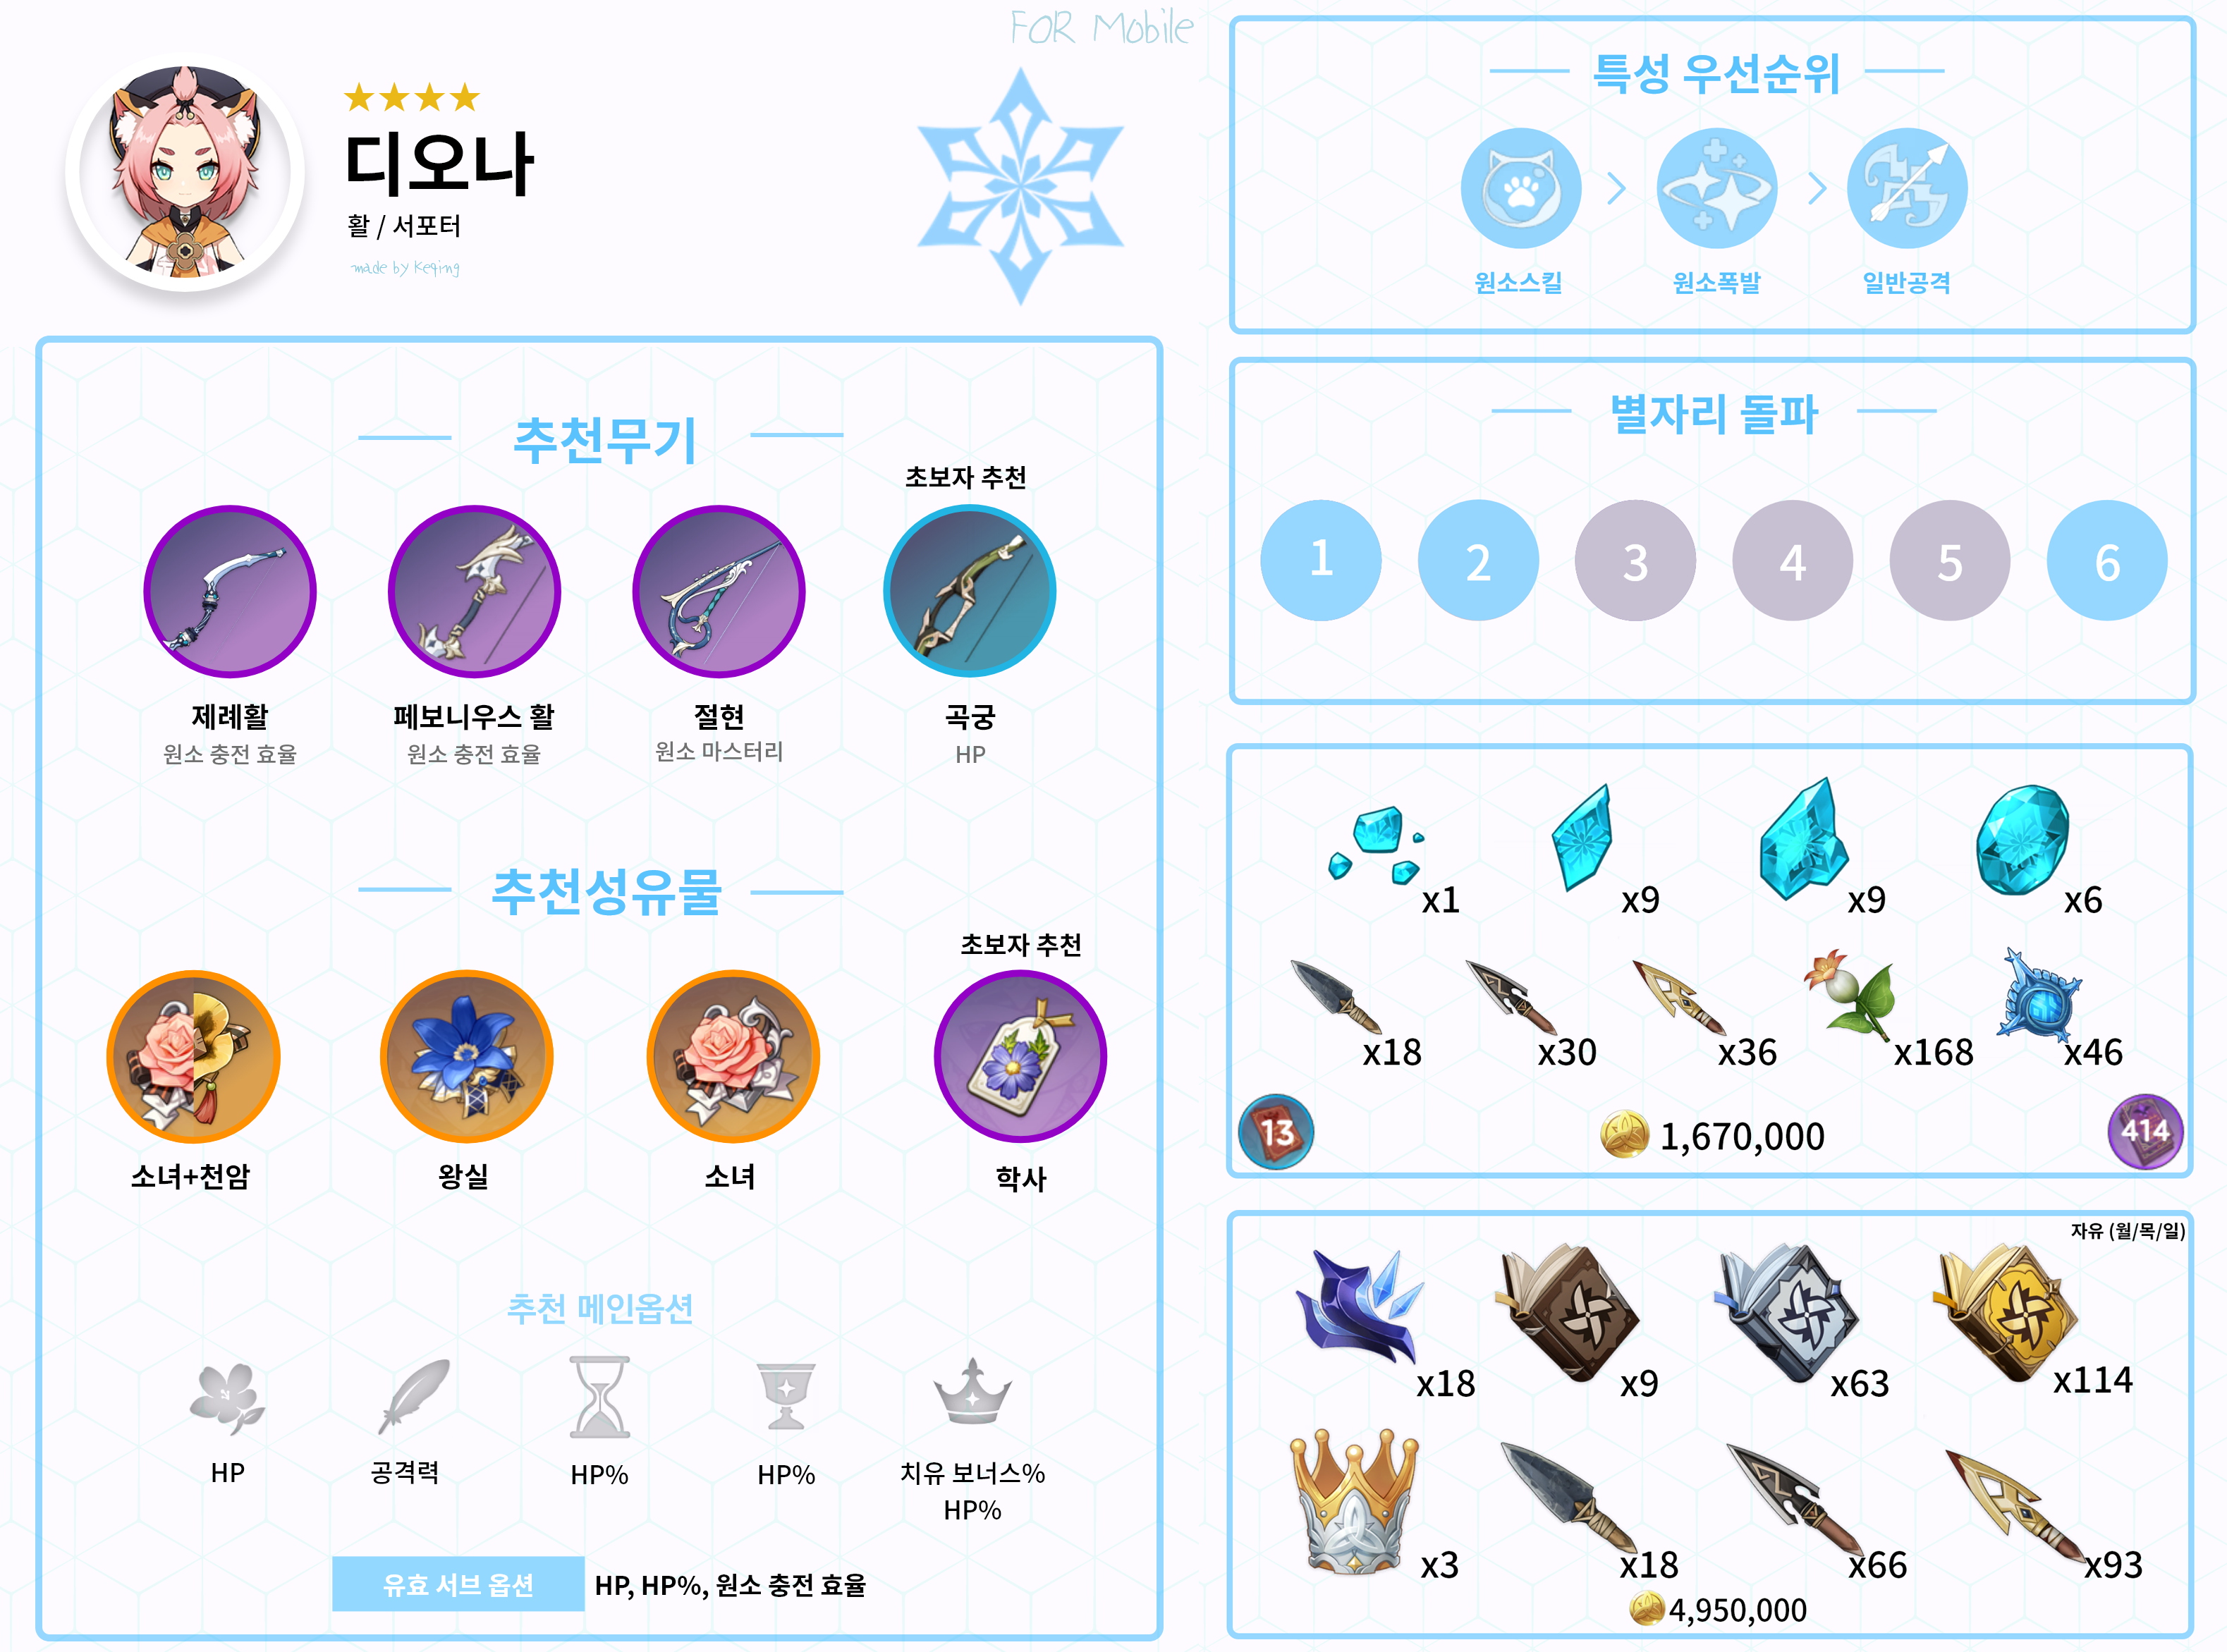 FOR Mobile
디오나
활 / 서포터
made by Keqing
추천무기
초보자 추천
제례활
원소 충전 효율
페보니우스 활
원소 충전 효율
절현
원소 마스터리
곡궁
HP
추천성유물
초보자 추천
소녀+천암
왕실
소녀
학사
추천 메인옵션
HP
공격력
HP%
HP%
치유 보너스%
HP%
유효 서브 옵션 HP, HP%, 원소 충전 효율
특성 우선순위
원소스킬 > 원소폭발 > 일반공격
별자리 돌파
1 2 3 4 5 6
x1 x9 x9 x6
x18 x30 x36 x168 x46
13 1,670,000 414
자유 (월/목/일)
x18 x9 x63 x114
x3 x18 x66 x93
4,950,000